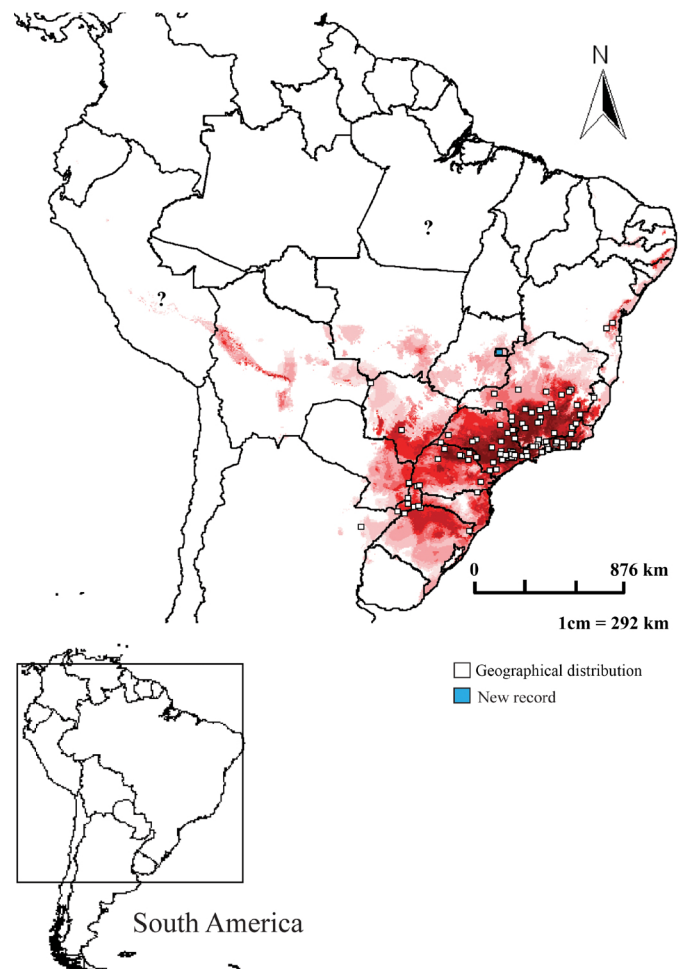 N
?
?
0 876 km
1cm = 292 km
Geographical distribution
New record
South America